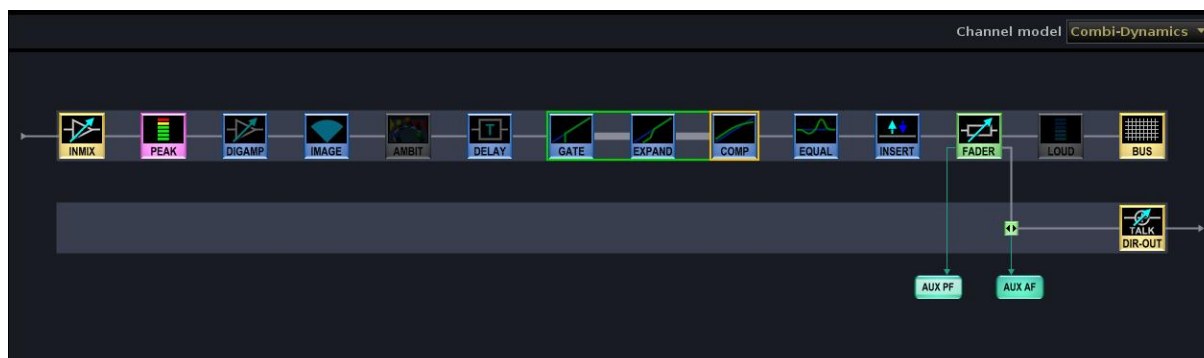 Channel model Combi-Dynamics
INMIX PEAK DIGAMP IMAGE AMBIT DELAY GATE EXPAND COMP EQUAL INSERT FADER LOUD BUS
T
TALK
DIR-OUT
AUX PF AUX AF